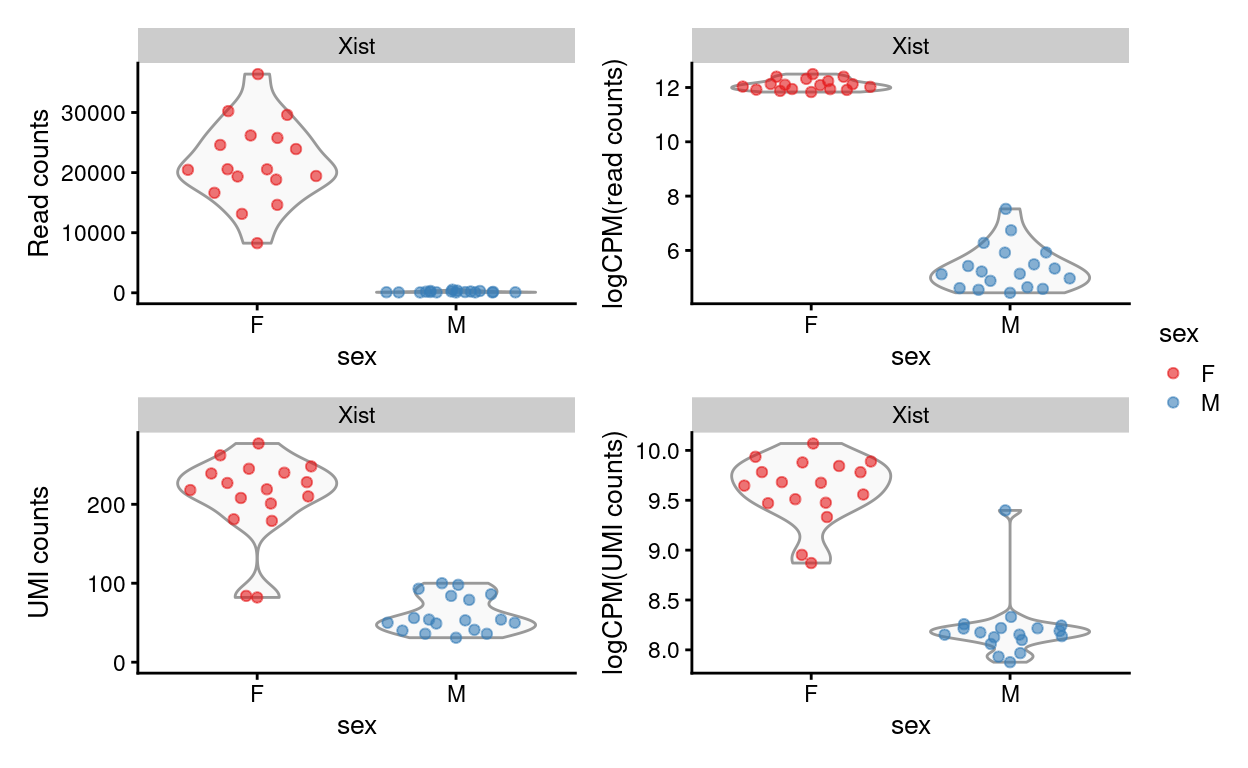 Xist
Read counts
30000
20000
10000
0
F
M
sex
Xist
logCPM(read counts)
12
10
8
6
F
M
sex
sex
F
M
Xist
UMI counts
200
100
0
F
M
sex
Xist
logCPM(UMI counts)
10.0
9.5
9.0
8.5
8.0
F
M
sex